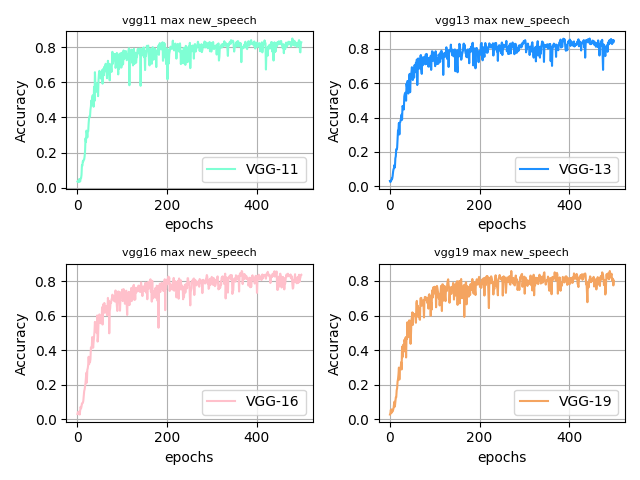 vgg11 max new_speech
Accuracy
0.8
0.6
0.4
0.2
0.0
VGG-11
0
200
400
epochs
vgg13 max new_speech
Accuracy
0.8
0.6
0.4
0.2
0.0
VGG-13
0
200
400
epochs
vgg16 max new_speech
Accuracy
0.8
0.6
0.4
0.2
0.0
VGG-16
0
200
400
epochs
vgg19 max new_speech
Accuracy
0.8
0.6
0.4
0.2
0.0
VGG-19
0
200
400
epochs